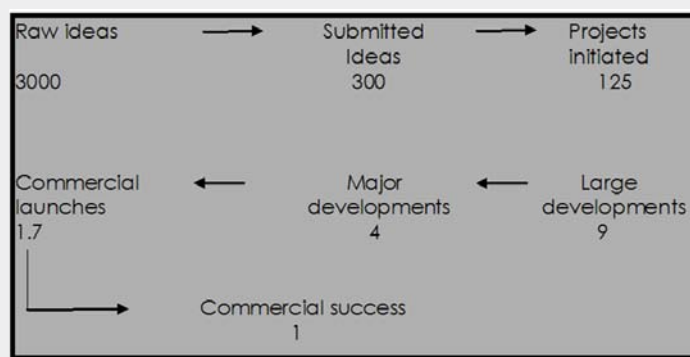 Raw ideas
Submitted
Ideas
Projects
initiated
3000
300
125
Commercial
launches
Major
developments
Large
developments
1.7
4
9
Commercial success
1